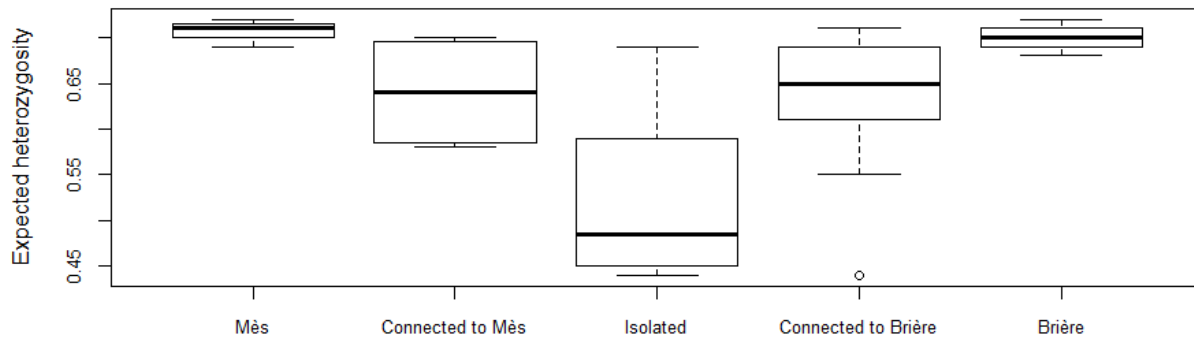 Expected heterozygosity
0.65
0.55
0.45
Mès
Connected to Mès
Isolated
Connected to Brière
Brière